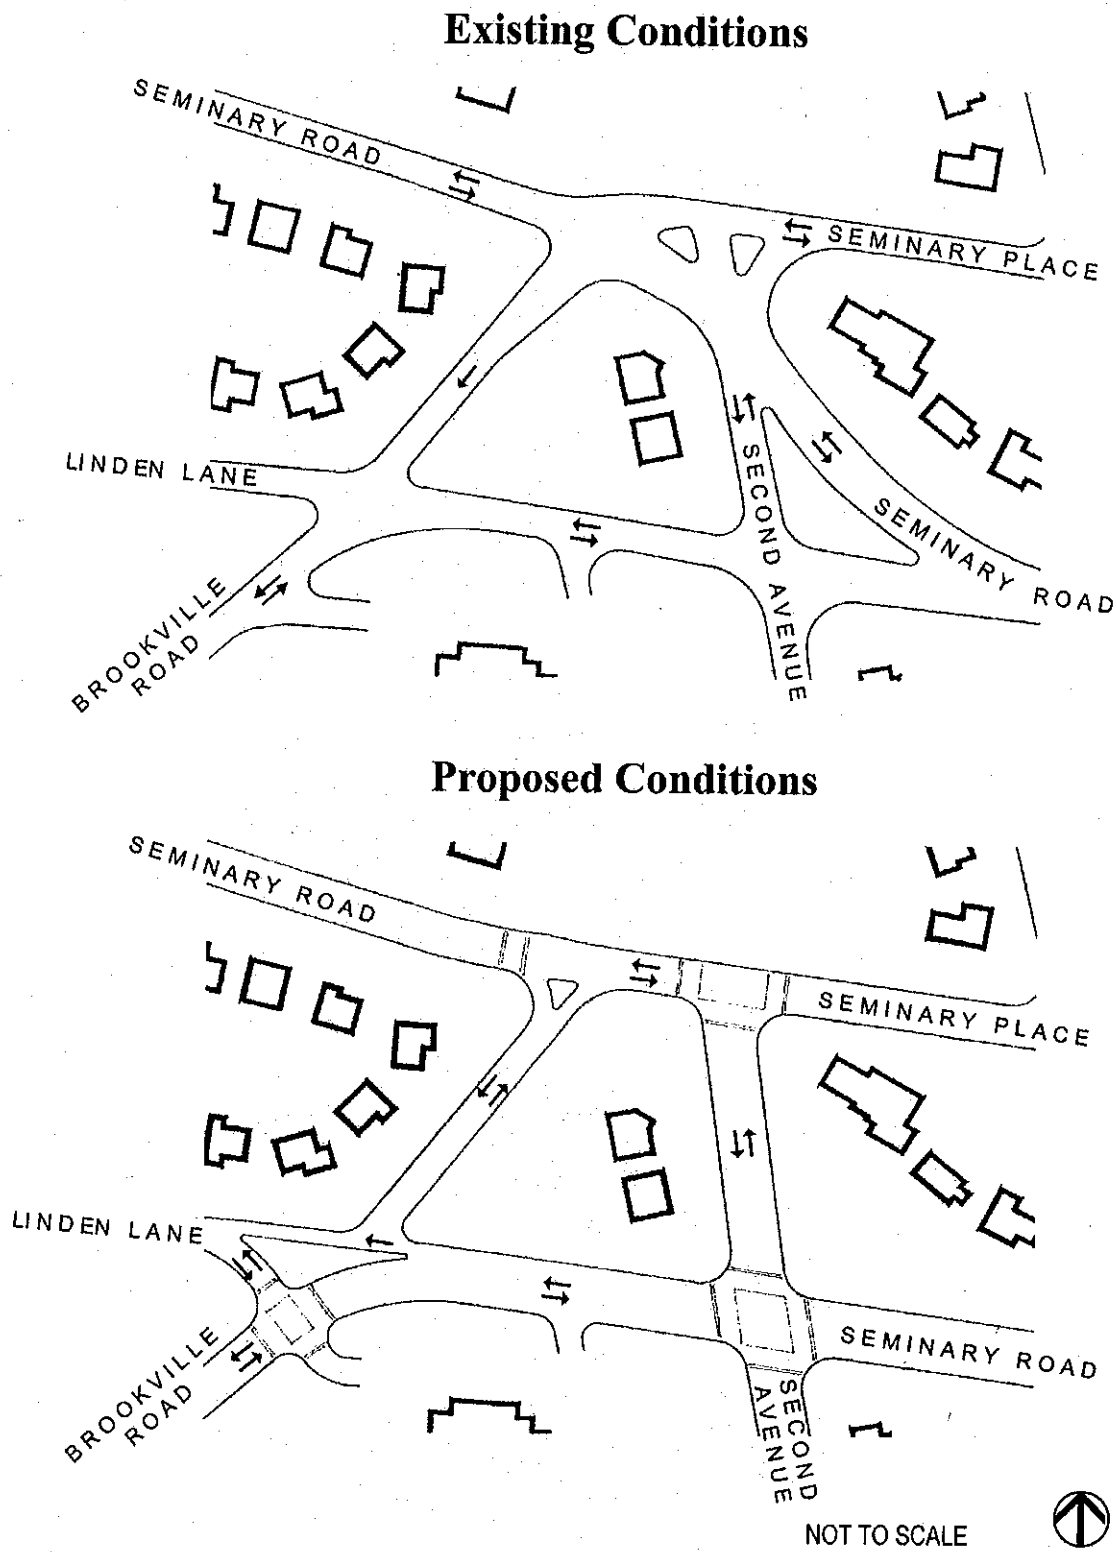 Existing Conditions
SEMINARY ROAD
SEMINARY PLACE
LINDEN LANE
SECOND AVENUE
SEMINARY ROAD
BROOKVILLE
ROAD
Proposed Conditions
SEMINARY ROAD
SEMINARY PLACE
LINDEN LANE
SEMINARY ROAD
BROOKVILLE
ROAD
SECOND
AVENUE
NOT TO SCALE